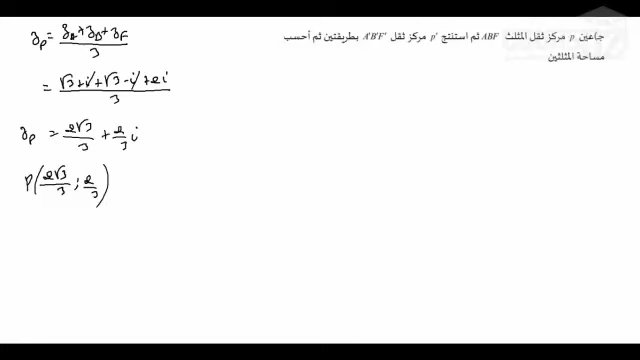 جاعين p مركز ثقل المثلث ABF ثم استنتج p' مركز ثقل A'B'F' بطريقتين ثم أحسب
مساحة المثلثين
z_P = (z_A + z_B + z_F)/3
= (√3 + i + √3 - i + 2i)/3
z_P = 2√3/3 + 2/3 i
P(2√3/3 ; 2/3)